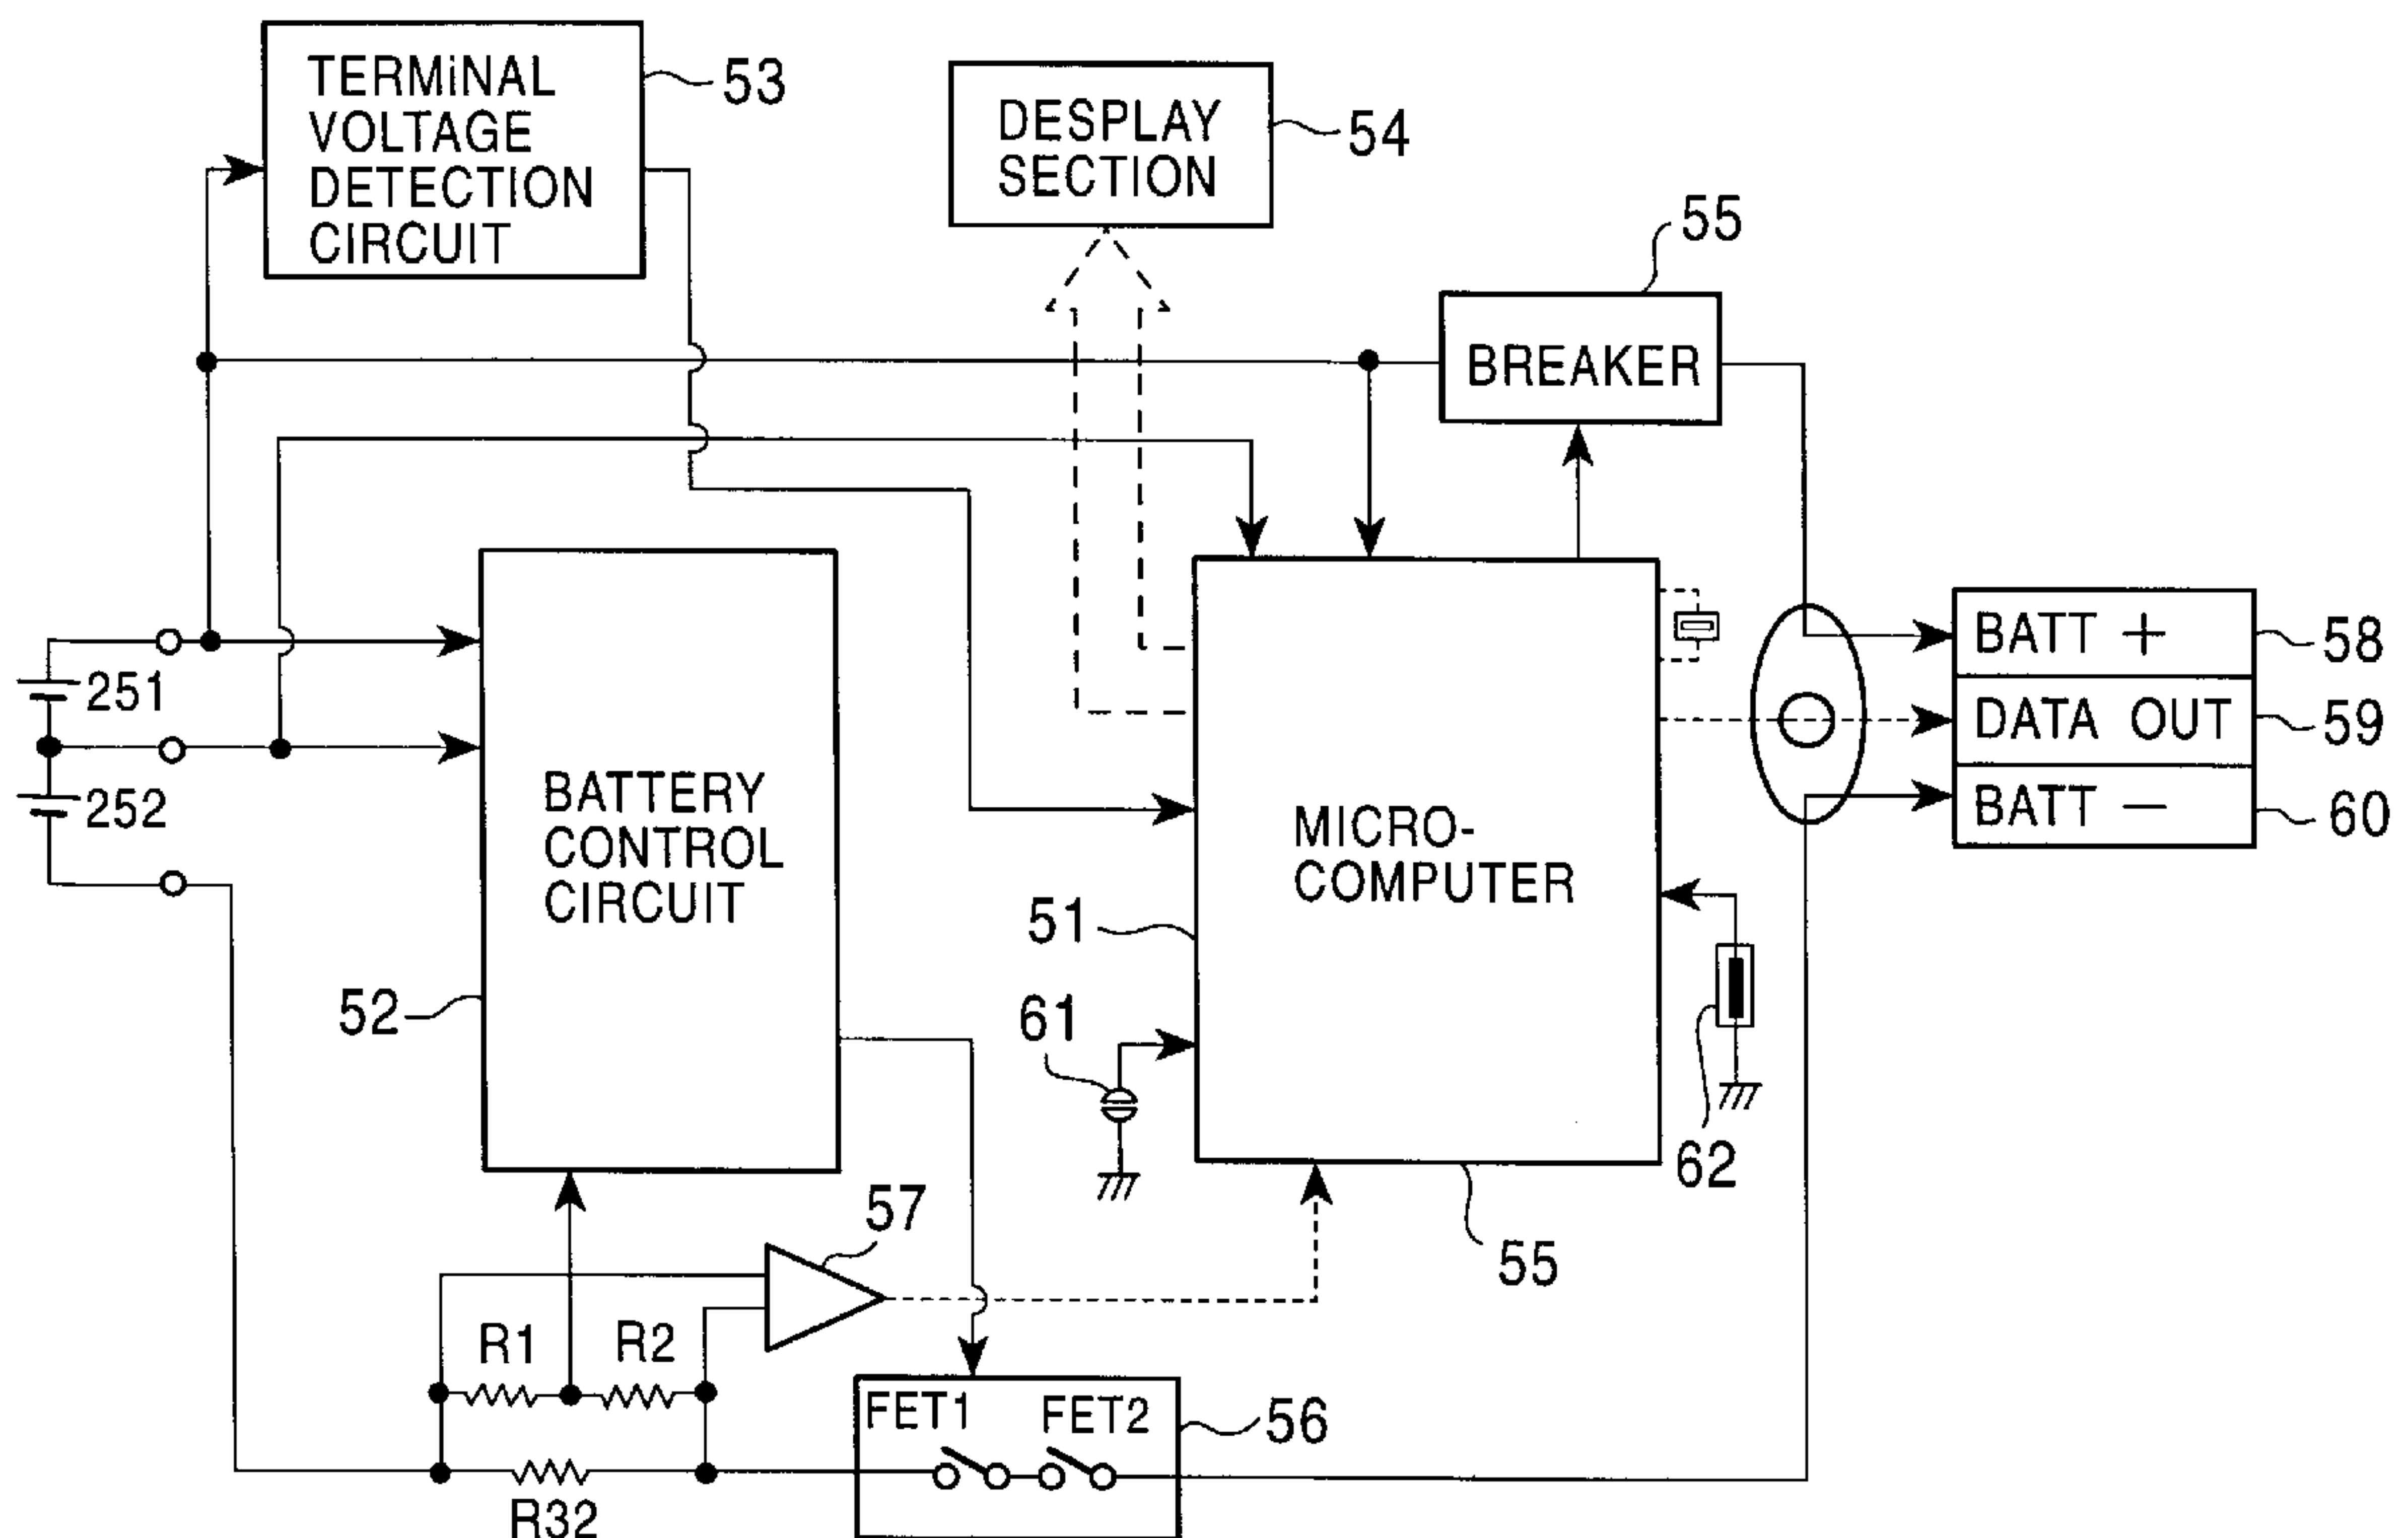 TERMiNAL
VOLTAGE
DETECTION
CIRCUIT
53
DESPLAY
SECTION
54
55
BREAKER
BATT +
58
DATA OUT
59
BATT −
60
251
252
BATTERY
CONTROL
CIRCUIT
52
MICRO-
COMPUTER
51
61
62
55
57
R1
R2
R32
FET1
FET2
56